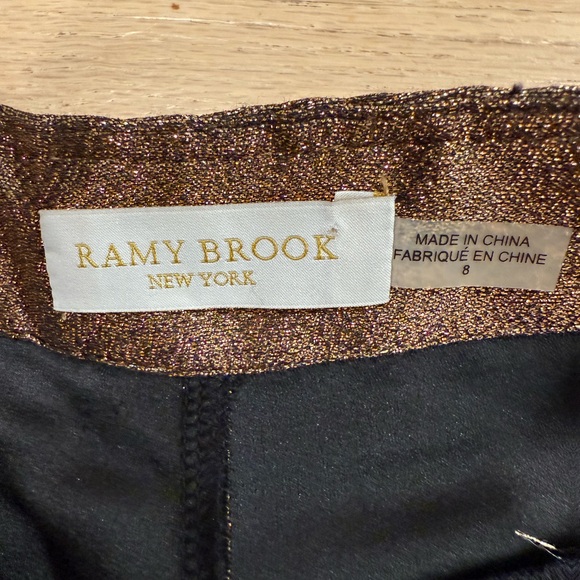 RAMY BROOK
NEW YORK
MADE IN CHINA
FABRIQUÉ EN CHINE
8